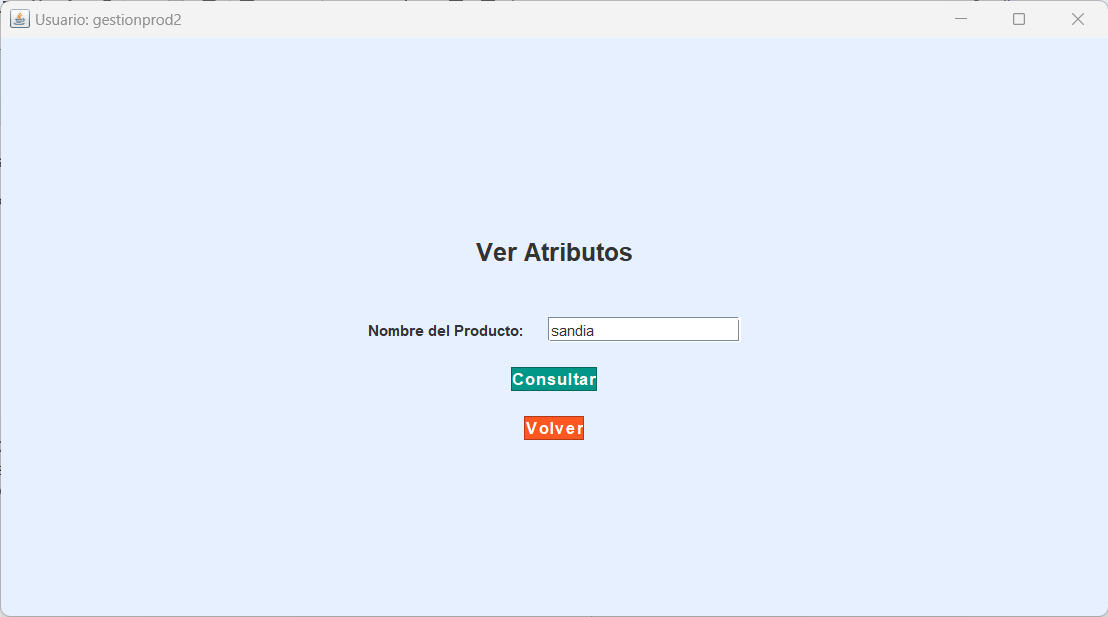 Usuario: gestionprod2
Ver Atributos
Nombre del Producto: sandia
Consultar
Volver